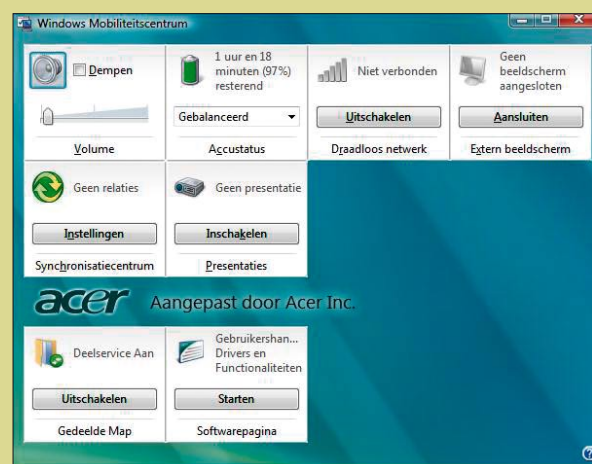 Windows Mobiliteitscentrum
Dempen
Volume
1 uur en 18
minuten (97%)
resterend
Gebalanceerd
Accustatus
Niet verbonden
Uitschakelen
Draadloos netwerk
Geen
beeldscherm
aangesloten
Aansluiten
Extern beeldscherm
Geen relaties
Instellingen
Synchronisatiecentrum
Geen presentatie
Inschakelen
Presentaties
acer Aangepast door Acer Inc.
Deelservice Aan
Uitschakelen
Gedeelde Map
Gebruikershan...
Drivers en
Functionaliteiten
Starten
Softwarepagina